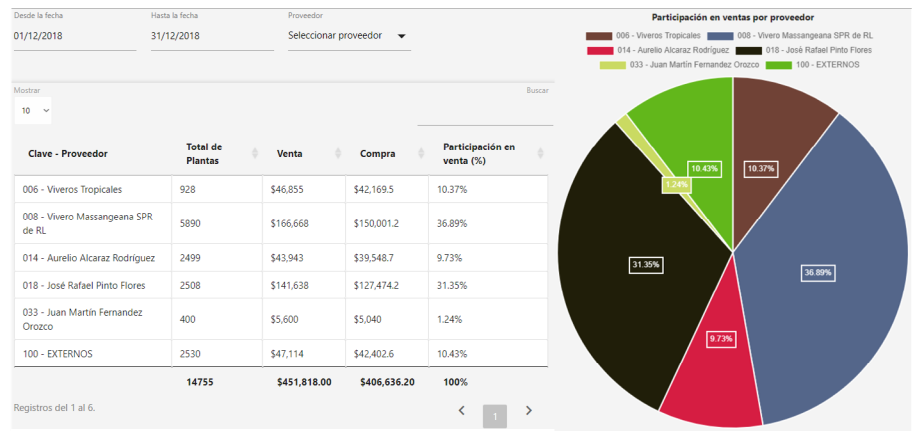 Desde la fecha
Hasta la fecha
Proveedor
01/12/2018
31/12/2018
Seleccionar proveedor
Mostrar
Buscar
10
Clave - Proveedor
Total de
Plantas
Venta
Compra
Participación en
venta (%)
006 - Viveros Tropicales 928 $46,855 $42,169.5 10.37%
008 - Vivero Massangeana SPR
de RL
5890 $166,668 $150,001.2 36.89%
014 - Aurelio Alcaraz Rodríguez 2499 $43,943 $39,548.7 9.73%
018 - José Rafael Pinto Flores 2508 $141,638 $127,474.2 31.35%
033 - Juan Martín Fernandez
Orozco
400 $5,600 $5,040 1.24%
100 - EXTERNOS 2530 $47,114 $42,402.6 10.43%
14755 $451,818.00 $406,636.20 100%
Registros del 1 al 6.
1
Participación en ventas por proveedor
006 - Viveros Tropicales 008 - Vivero Massangeana SPR de RL
014 - Aurelio Alcaraz Rodríguez 018 - José Rafael Pinto Flores
033 - Juan Martín Fernandez Orozco 100 - EXTERNOS
10.43%
10.37%
1.24%
31.35%
36.89%
9.73%